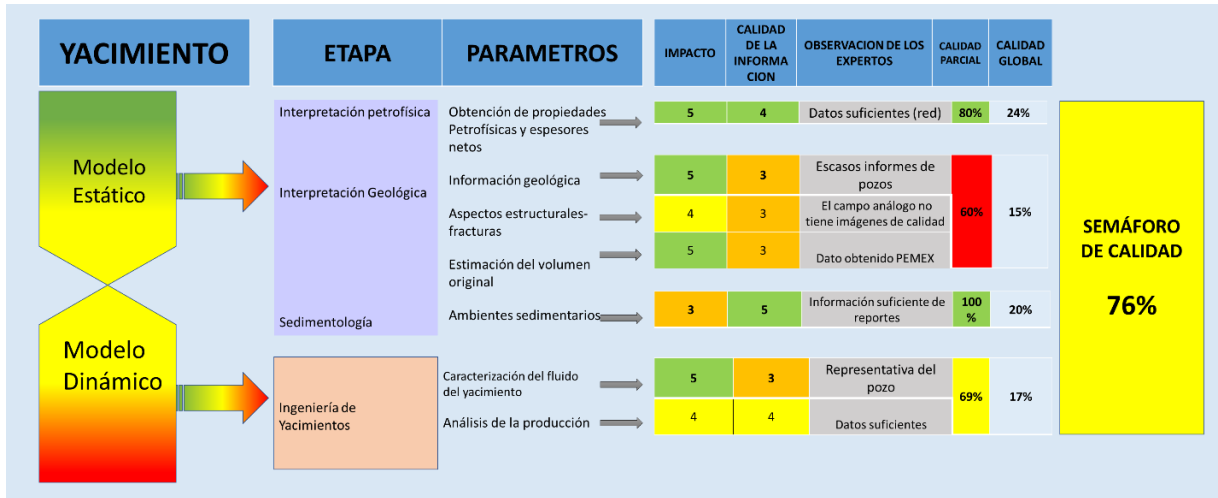 YACIMIENTO
ETAPA
PARAMETROS
IMPACTO
CALIDAD
DE LA
INFORMA
CION
OBSERVACION DE LOS
EXPERTOS
CALIDAD
PARCIAL
CALIDAD
GLOBAL
Modelo
Estático
Interpretación petrofísica
Obtención de propiedades
Petrofísicas y espesores
netos
5
4
Datos suficientes (red)
80%
24%
Interpretación Geológica
Información geológica
5
3
Escasos informes de
pozos
Aspectos estructurales-
fracturas
4
3
El campo análogo no
tiene imágenes de calidad
60%
15%
Estimación del volumen
original
5
3
Dato obtenido PEMEX
Sedimentología
Ambientes sedimentarios
3
5
Información suficiente de
reportes
100
%
20%
Modelo
Dinámico
Ingeniería de
Yacimientos
Caracterización del fluido
del yacimiento
5
3
Representativa del
pozo
69%
17%
Análisis de la producción
4
4
Datos suficientes
SEMÁFORO
DE CALIDAD
76%